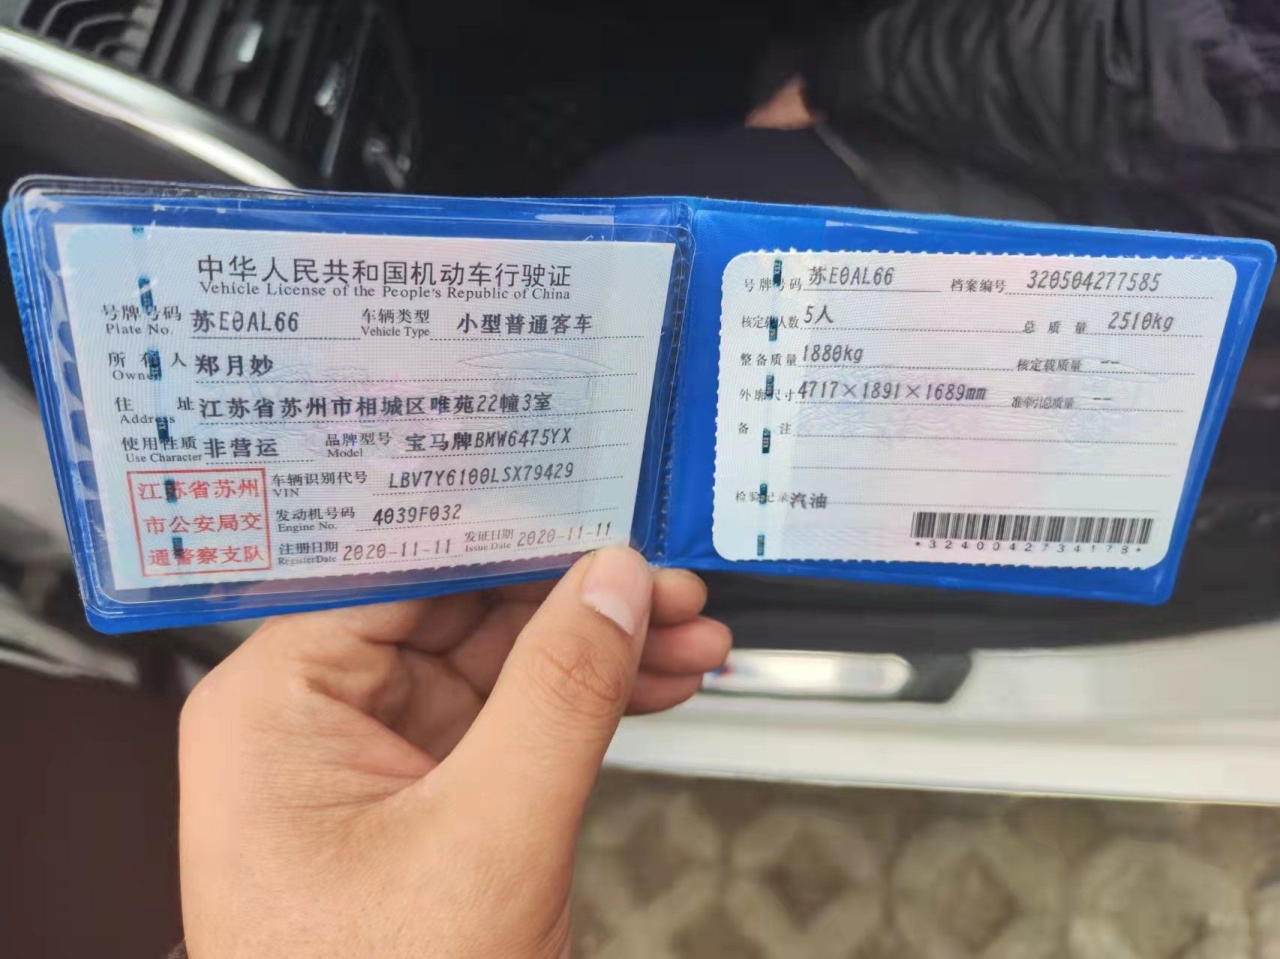 中华人民共和国机动车行驶证
Vehicle License of the People's Republic of China
号牌号码 苏E0AL66 车辆类型 小型普通客车
Plate No. Vehicle Type
所有人 郑月妙
Owner
住址 江苏省苏州市相城区唯苑22幢3室
Address
使用性质 非营运 品牌型号 宝马牌BMW6475YX
Use Character Model
江苏省苏州
市公安局交
通警察支队
车辆识别代号 LBV7Y6100LSX79429
VIN
发动机号码 4039F032
Engine No.
注册日期 2020-11-11 发证日期 2020-11-11
Register Date Issue Date
号牌号码 苏E0AL66 档案编号 320504277585
核定载人数 5人 总质量 2510kg
整备质量 1880kg 核定载质量 --
外廓尺寸 4717×1891×1689mm 准牵引总质量 --
备注
检验记录 汽油
*3240042734178*